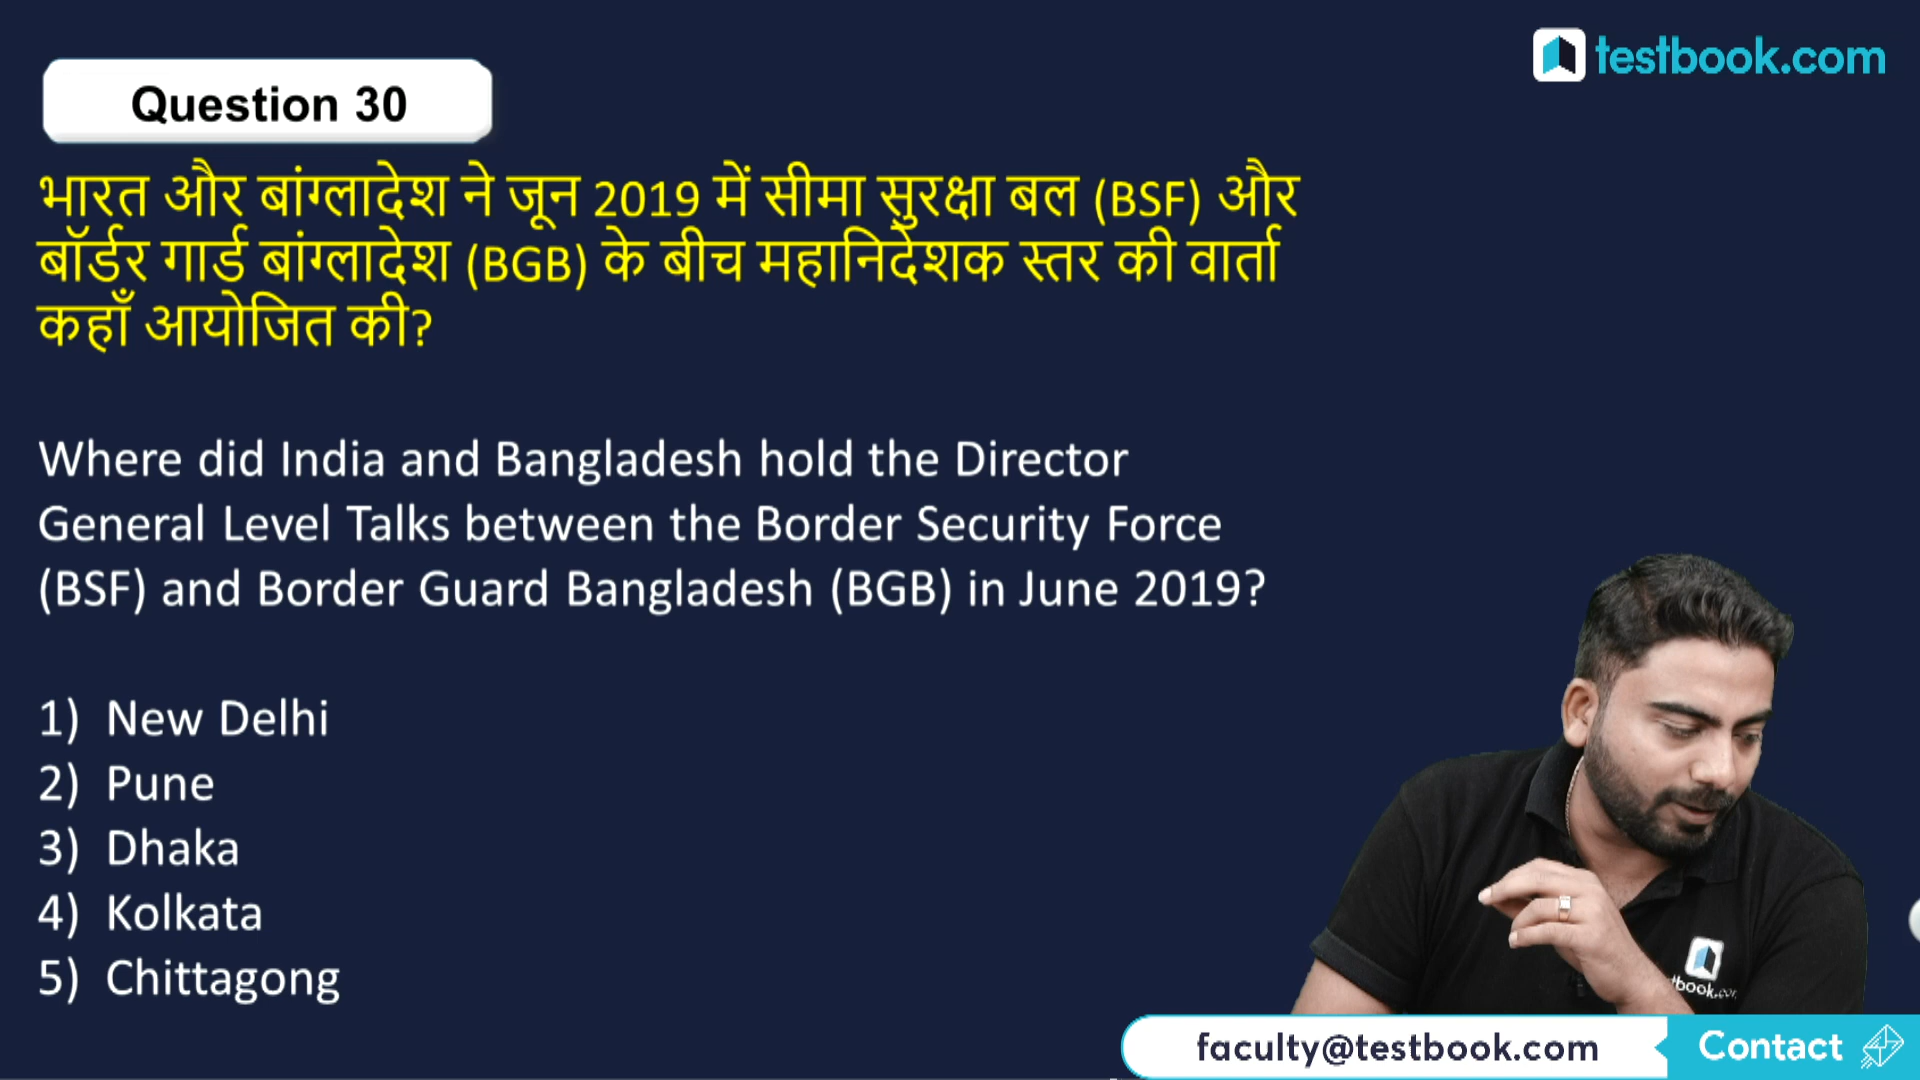 testbook.com
Question 30
भारत और बांग्लादेश ने जून 2019 में सीमा सुरक्षा बल (BSF) और
बॉर्डर गार्ड बांग्लादेश (BGB) के बीच महानिदेशक स्तर की वार्ता
कहाँ आयोजित की?
Where did India and Bangladesh hold the Director
General Level Talks between the Border Security Force
(BSF) and Border Guard Bangladesh (BGB) in June 2019?
1) New Delhi
2) Pune
3) Dhaka
4) Kolkata
5) Chittagong
faculty@testbook.com
Contact